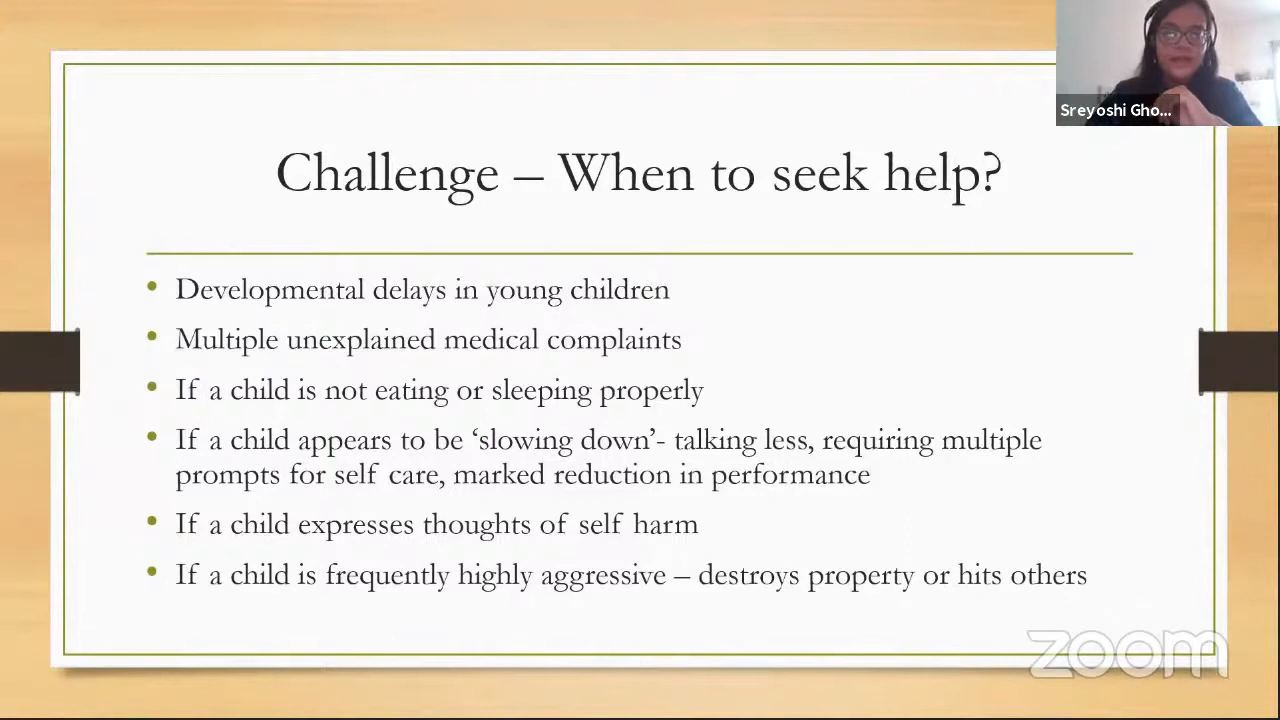 Sreyoshi Gho...
Challenge – When to seek help?
• Developmental delays in young children
• Multiple unexplained medical complaints
• If a child is not eating or sleeping properly
• If a child appears to be ‘slowing down’- talking less, requiring multiple
prompts for self care, marked reduction in performance
• If a child expresses thoughts of self harm
• If a child is frequently highly aggressive – destroys property or hits others
zoom